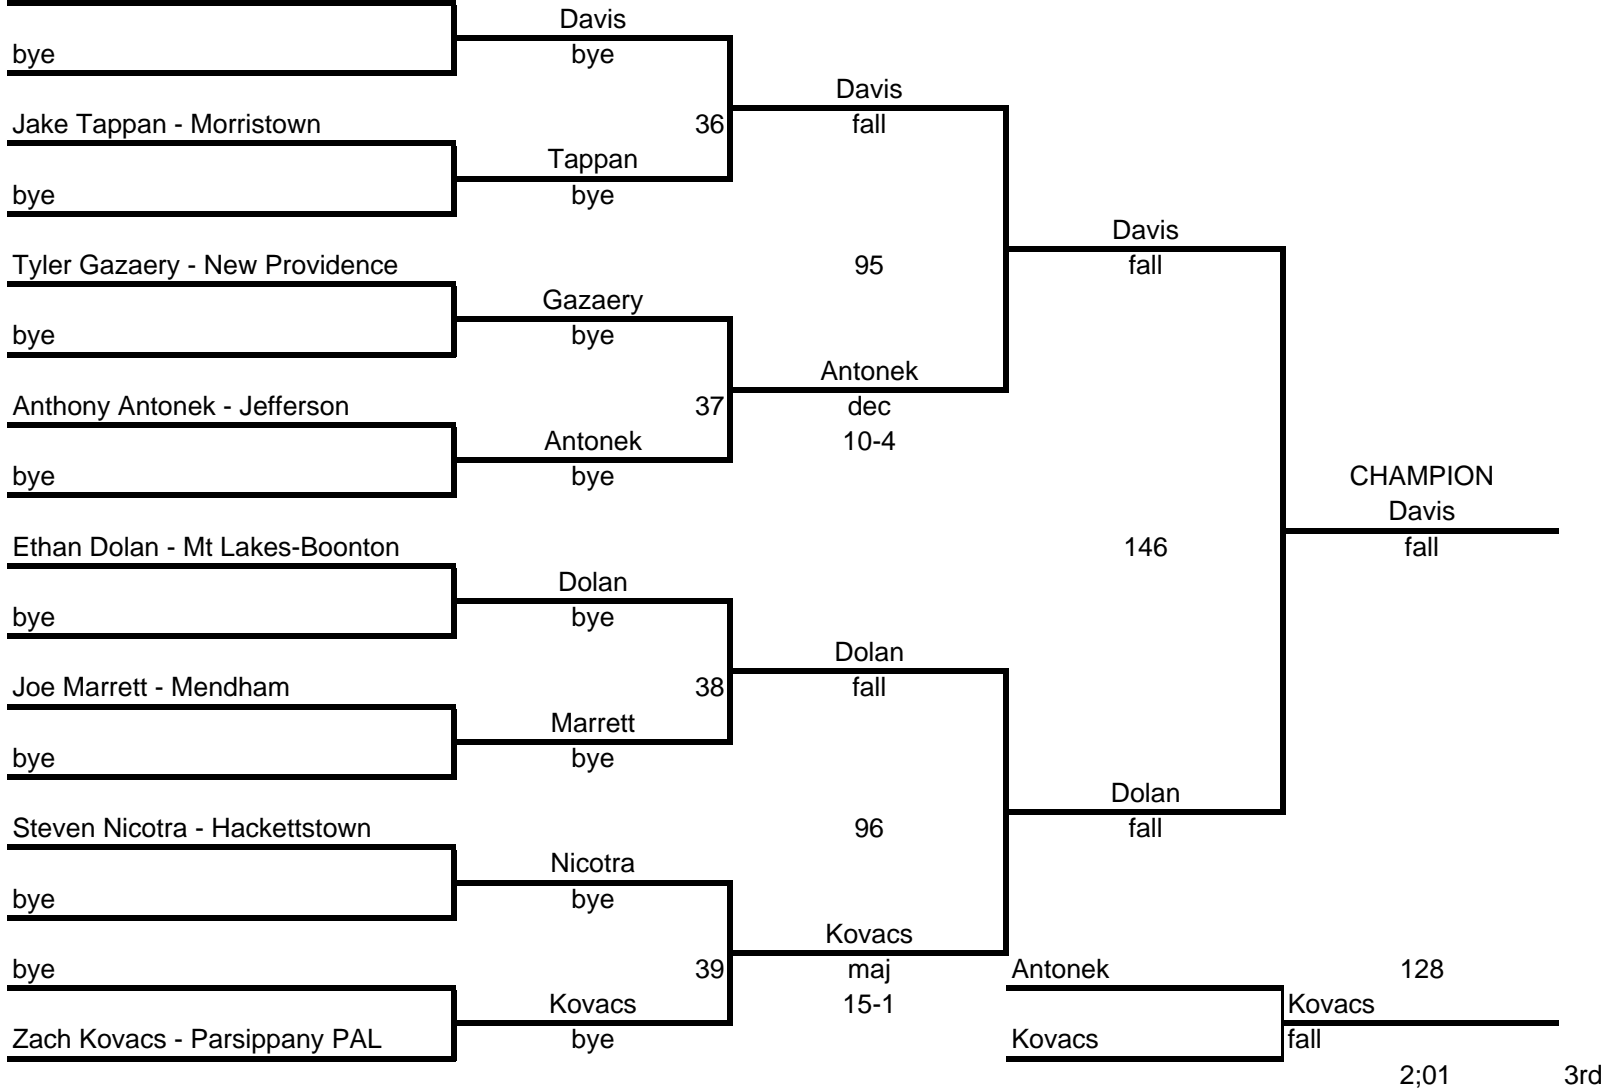 Davis
bye
bye
Davis
Jake Tappan - Morristown
36
fall
Tappan
bye
bye
Davis
Tyler Gazaery - New Providence
95
fall
Gazaery
bye
bye
Antonek
Anthony Antonek - Jefferson
37
dec
Antonek
10-4
bye
bye
CHAMPION
Davis
Ethan Dolan - Mt Lakes-Boonton
146
fall
Dolan
bye
bye
Dolan
Joe Marrett - Mendham
38
fall
Marrett
bye
bye
Dolan
Steven Nicotra - Hackettstown
96
fall
Nicotra
bye
bye
Kovacs
bye
39
maj
Antonek
128
Kovacs
15-1
Kovacs
Zach Kovacs - Parsippany PAL
bye
Kovacs
fall
2;01
3rd